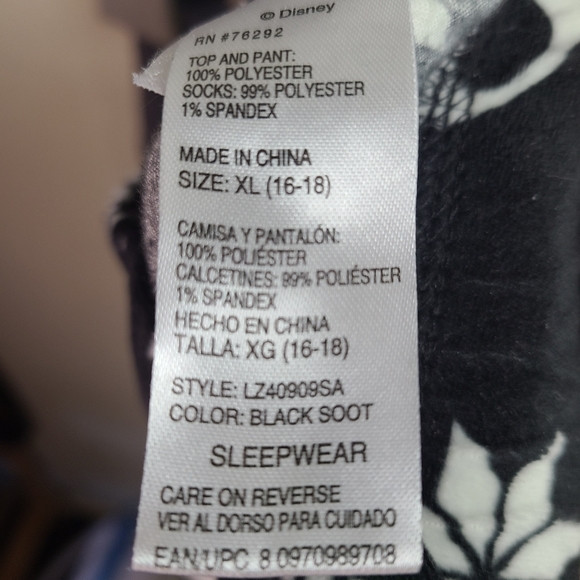 © Disney
RN #76292
TOP AND PANT:
100% POLYESTER
SOCKS: 99% POLYESTER
1% SPANDEX
MADE IN CHINA
SIZE: XL (16-18)
CAMISA Y PANTALÓN:
100% POLIÉSTER
CALCETINES: 99% POLIÉSTER
1% SPANDEX
HECHO EN CHINA
TALLA: XG (16-18)
STYLE: LZ40909SA
COLOR: BLACK SOOT
SLEEPWEAR
CARE ON REVERSE
VER AL DORSO PARA CUIDADO
EAN/UPC 8 0970989708